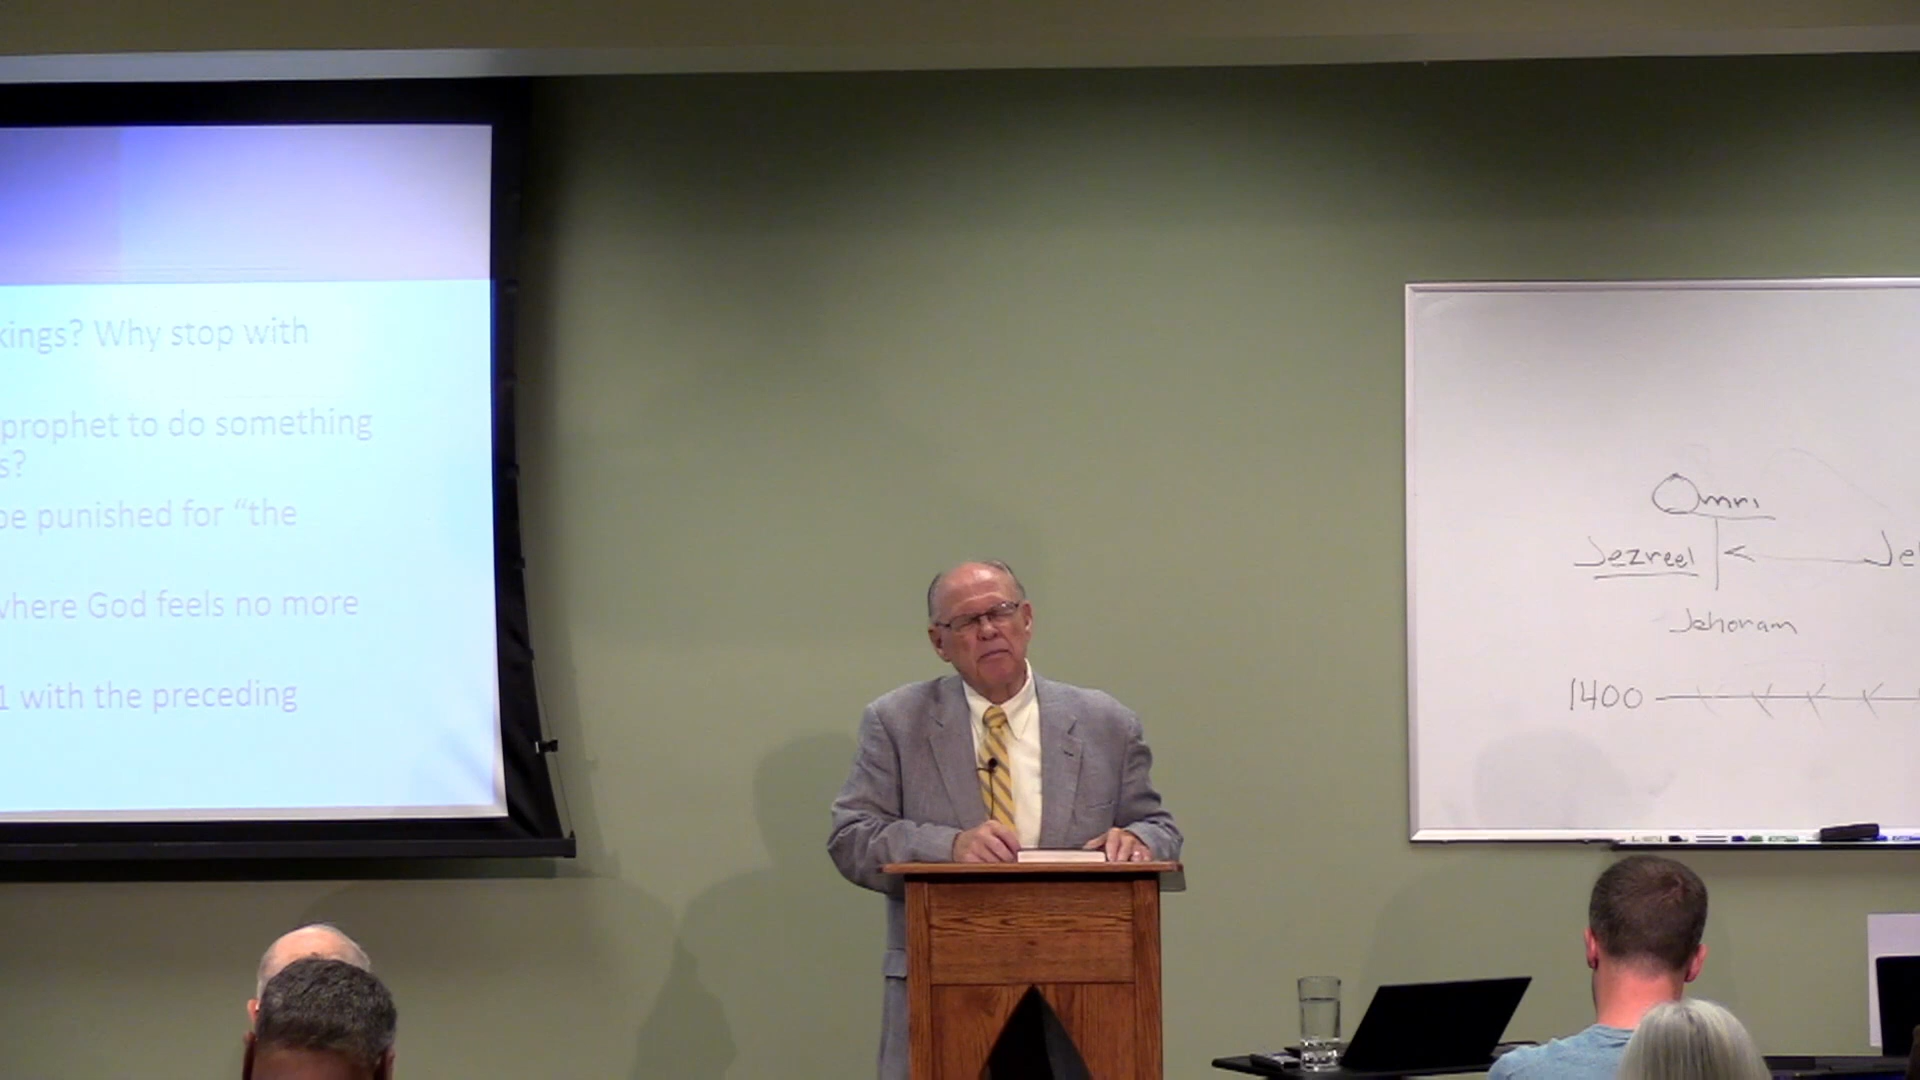 kings? Why stop with
prophet to do something
s?
be punished for “the
where God feels no more
1 with the preceding
Omri
Jezreel
Jehoram
1400